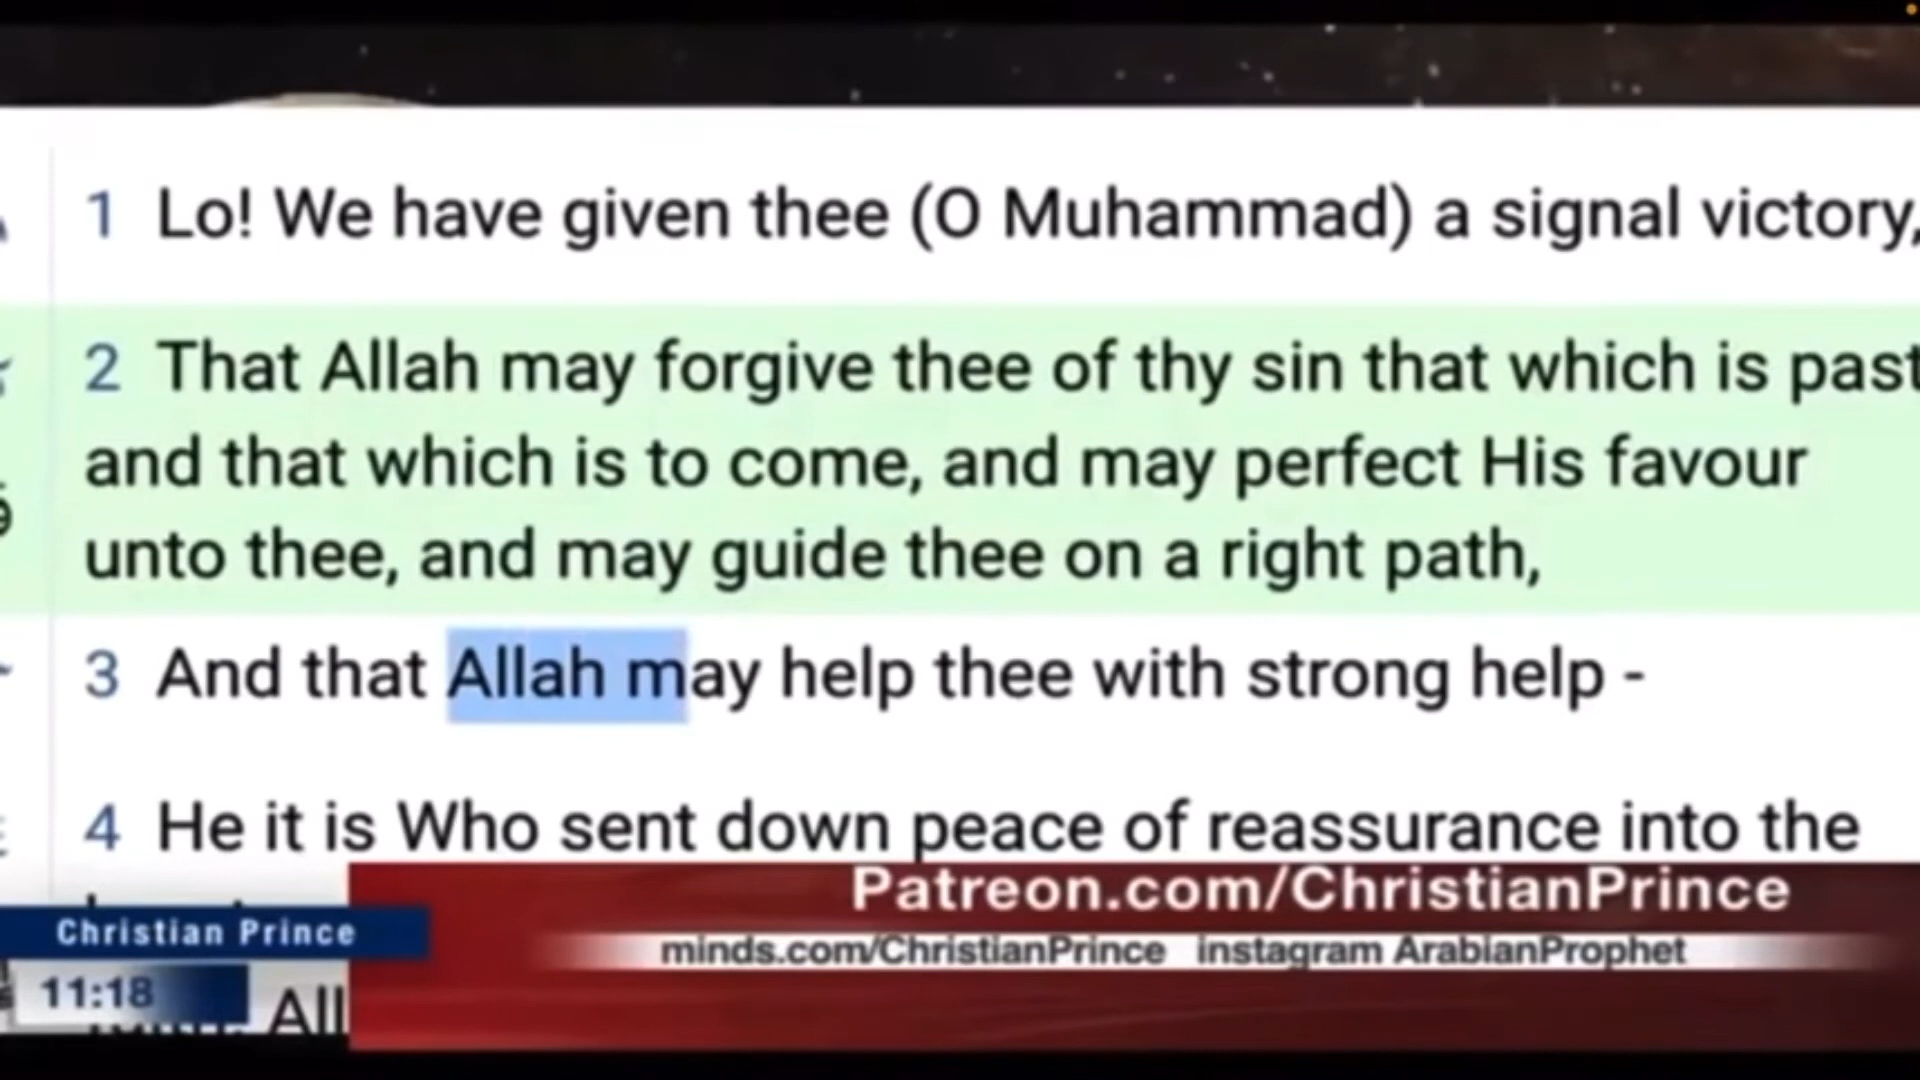 1 Lo! We have given thee (O Muhammad) a signal victory,
2 That Allah may forgive thee of thy sin that which is past
and that which is to come, and may perfect His favour
unto thee, and may guide thee on a right path,
3 And that Allah may help thee with strong help -
4 He it is Who sent down peace of reassurance into the
Patreon.com/ChristianPrince
Christian Prince
minds.com/ChristianPrince instagram ArabianProphet
11:18
All